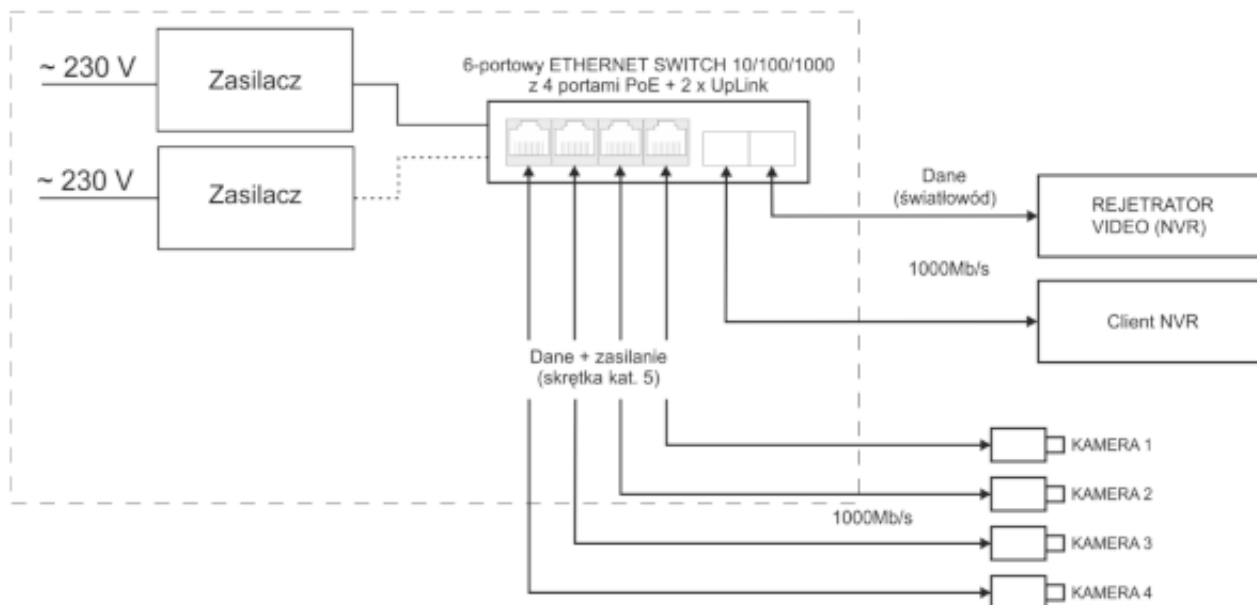 ~ 230 V
Zasilacz
~ 230 V
Zasilacz
6-portowy ETHERNET SWITCH 10/100/1000
z 4 portami PoE + 2 x UpLink
Dane
(światłowód)
REJETRATOR
VIDEO (NVR)
1000Mb/s
Client NVR
Dane + zasilanie
(skrętka kat. 5)
KAMERA 1
KAMERA 2
1000Mb/s
KAMERA 3
KAMERA 4